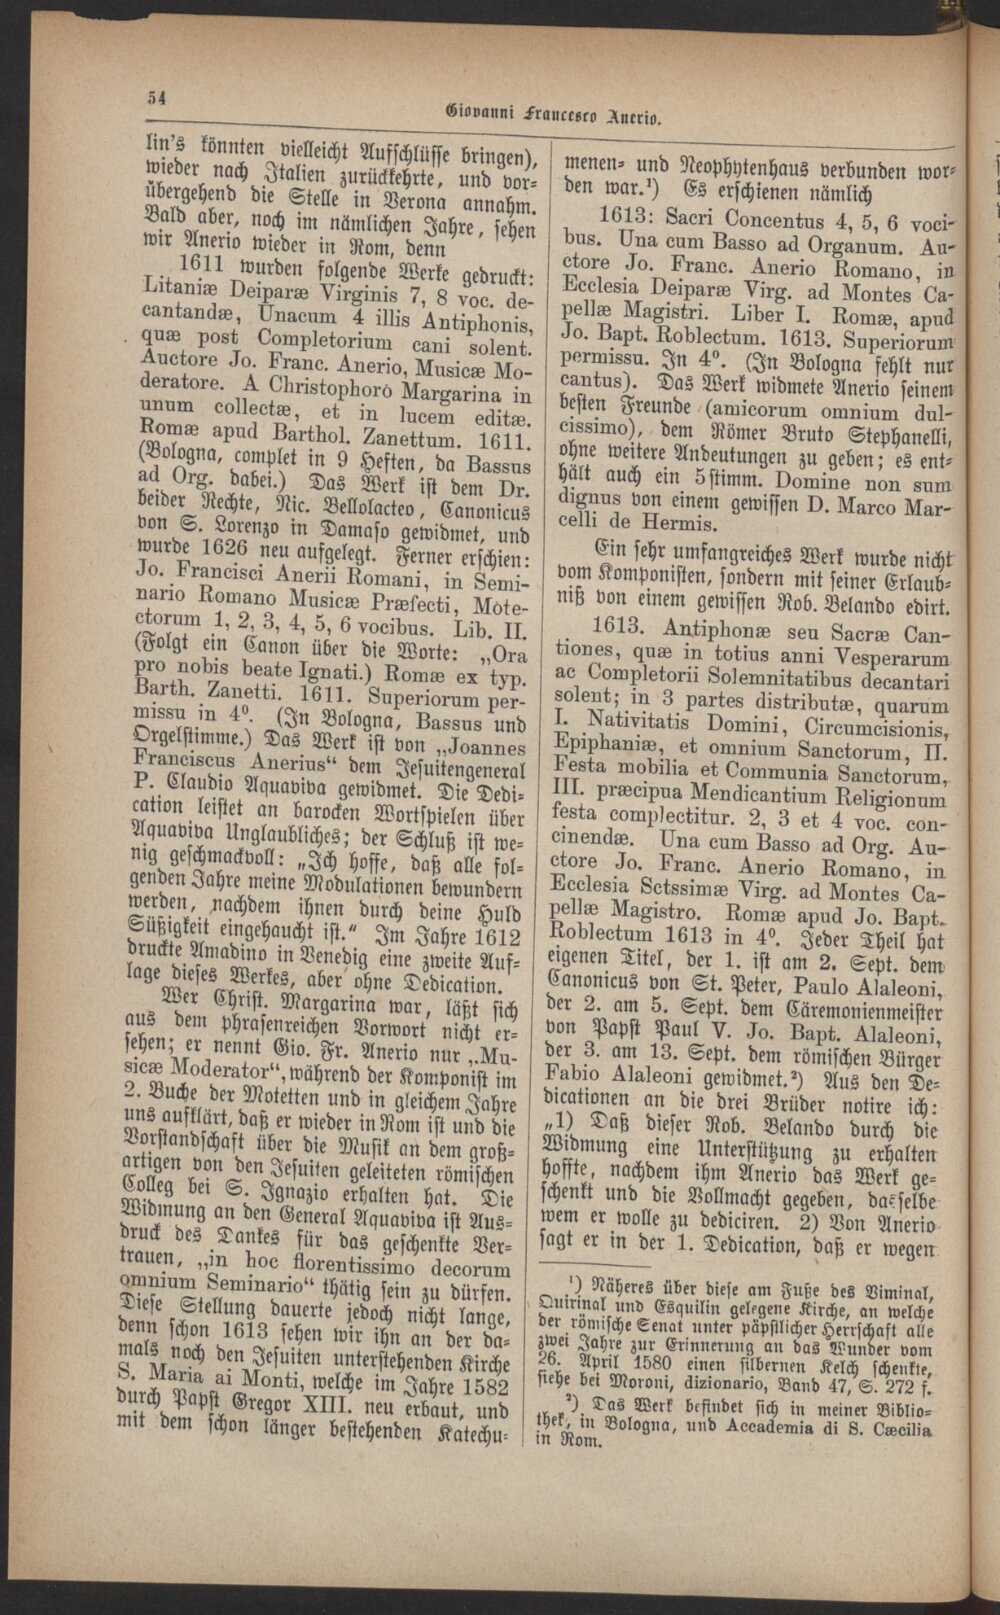 54
Giovanni Francesco Anerio.
lin's könnten vielleicht Aufschlüsse bringen),
wieder nach Italien zurückkehrte, und vor-
übergehend die Stelle in Verona annahm.
Bald aber, noch im nämlichen Jahre, sehen
wir Anerio wieder in Rom, denn
1611 wurden folgende Werke gedruckt:
Litaniæ Deiparæ Virginis 7, 8 voc. de-
cantandæ, Unacum 4 illis Antiphonis,
quæ post Completorium cani solent.
Auctore Jo. Franc. Anerio, Musicæ Mo-
deratore. A Christophoro Margarina in
unum collectæ, et in lucem editæ.
Romæ apud Barthol. Zanettum. 1611.
(Bologna, complet in 9 Heften, da Bassus
ad Org. dabei.) Das Werk ist dem Dr.
beider Rechte, Nic. Bellolacteo, Canonicus
von S. Lorenzo in Damaso gewidmet, und
wurde 1626 neu aufgelegt. Ferner erschien:
Jo. Francisci Anerii Romani, in Semi-
nario Romano Musicæ Præfecti, Mote-
ctorum 1, 2, 3, 4, 5, 6 vocibus. Lib. II.
(Folgt ein Canon über die Worte: „Ora
pro nobis beate Ignati.) Romæ ex typ.
Barth. Zanetti. 1611. Superiorum per-
missu in 4⁰. (In Bologna, Bassus und
Orgelstimme.) Das Werk ist von „Joannes
Franciscus Anerius“ dem Jesuitengeneral
P. Claudio Aquaviva gewidmet. Die Dedi-
cation leistet an barocken Wortspielen über
Aquaviva Unglaubliches; der Schluß ist we-
nig geschmackvoll: „Ich hoffe, daß alle fol-
genden Jahre meine Modulationen bewundern
werden, nachdem ihnen durch deine Huld
Süßigkeit eingehaucht ist.“ Im Jahre 1612
druckte Amadino in Venedig eine zweite Auf-
lage dieses Werkes, aber ohne Dedication.
Wer Christ. Margarina war, läßt sich
aus dem phrasenreichen Vorwort nicht er-
sehen; er nennt Gio. Fr. Anerio nur „Mu-
sicæ Moderator“, während der Komponist im
2. Buche der Motetten und in gleichem Jahre
uns aufklärt, daß er wieder in Rom ist und die
Vorstandschaft über die Musik an dem groß-
artigen von den Jesuiten geleiteten römischen
Colleg bei S. Ignazio erhalten hat. Die
Widmung an den General Aquaviva ist Aus-
druck des Dankes für das geschenkte Ver-
trauen, „in hoc florentissimo decorum
omnium Seminario“ thätig sein zu dürfen.
Diese Stellung dauerte jedoch nicht lange,
denn schon 1613 sehen wir ihn an der da-
mals noch den Jesuiten unterstehenden Kirche
S. Maria ai Monti, welche im Jahre 1582
durch Papst Gregor XIII. neu erbaut, und
mit dem schon länger bestehenden Katechu-
menen- und Neophytenhaus verbunden wor-
den war.¹) Es erschienen nämlich
1613: Sacri Concentus 4, 5, 6 voci-
bus. Una cum Basso ad Organum. Au-
ctore Jo. Franc. Anerio Romano, in
Ecclesia Deiparæ Virg. ad Montes Ca-
pellæ Magistri. Liber I. Romæ, apud
Jo. Bapt. Roblectum. 1613. Superiorum
permissu. In 4⁰. (In Bologna fehlt nur
cantus). Das Werk widmete Anerio seinem
besten Freunde (amicorum omnium dul-
cissimo), dem Römer Bruto Stephanelli,
ohne weitere Andeutungen zu geben; es ent-
hält auch ein 5stimm. Domine non sum
dignus von einem gewissen D. Marco Mar-
celli de Hermis.
Ein sehr umfangreiches Werk wurde nicht
vom Komponisten, sondern mit seiner Erlaub-
niß von einem gewissen Rob. Belando edirt.
1613. Antiphonæ seu Sacræ Can-
tiones, quæ in totius anni Vesperarum
ac Completorii Solemnitatibus decantari
solent; in 3 partes distributæ, quarum
I. Nativitatis Domini, Circumcisionis,
Epiphaniæ, et omnium Sanctorum, II.
Festa mobilia et Communia Sanctorum,
III. præcipua Mendicantium Religionum
festa complectitur. 2, 3 et 4 voc. con-
cinendæ. Una cum Basso ad Org. Au-
ctore Jo. Franc. Anerio Romano, in
Ecclesia Sctssimæ Virg. ad Montes Ca-
pellæ Magistro. Romæ apud Jo. Bapt.
Roblectum 1613 in 4⁰. Jeder Theil hat
eigenen Titel, der 1. ist am 2. Sept. dem
Canonicus von St. Peter, Paulo Alaleoni,
der 2. am 5. Sept. dem Cäremonienmeister
von Papst Paul V. Jo. Bapt. Alaleoni,
der 3. am 13. Sept. dem römischen Bürger
Fabio Alaleoni gewidmet.²) Aus den De-
dicationen an die drei Brüder notire ich:
„1) Daß dieser Rob. Belando durch die
Widmung eine Unterstützung zu erhalten
hoffte, nachdem ihm Anerio das Werk ge-
schenkt und die Vollmacht gegeben, dasselbe
wem er wolle zu dediciren. 2) Von Anerio
sagt er in der 1. Dedication, daß er wegen
¹) Näheres über diese am Fuße des Viminal,
Quirinal und Esquilin gelegene Kirche, an welche
der römische Senat unter päpstlicher Herrschaft alle
zwei Jahre zur Erinnerung an das Wunder vom
26. April 1580 einen silbernen Kelch schenkte,
siehe bei Moroni, dizionario, Band 47, S. 272 f.
²) Das Werk befindet sich in meiner Biblio-
thek, in Bologna, und Accademia di S. Cæcilia
in Rom.